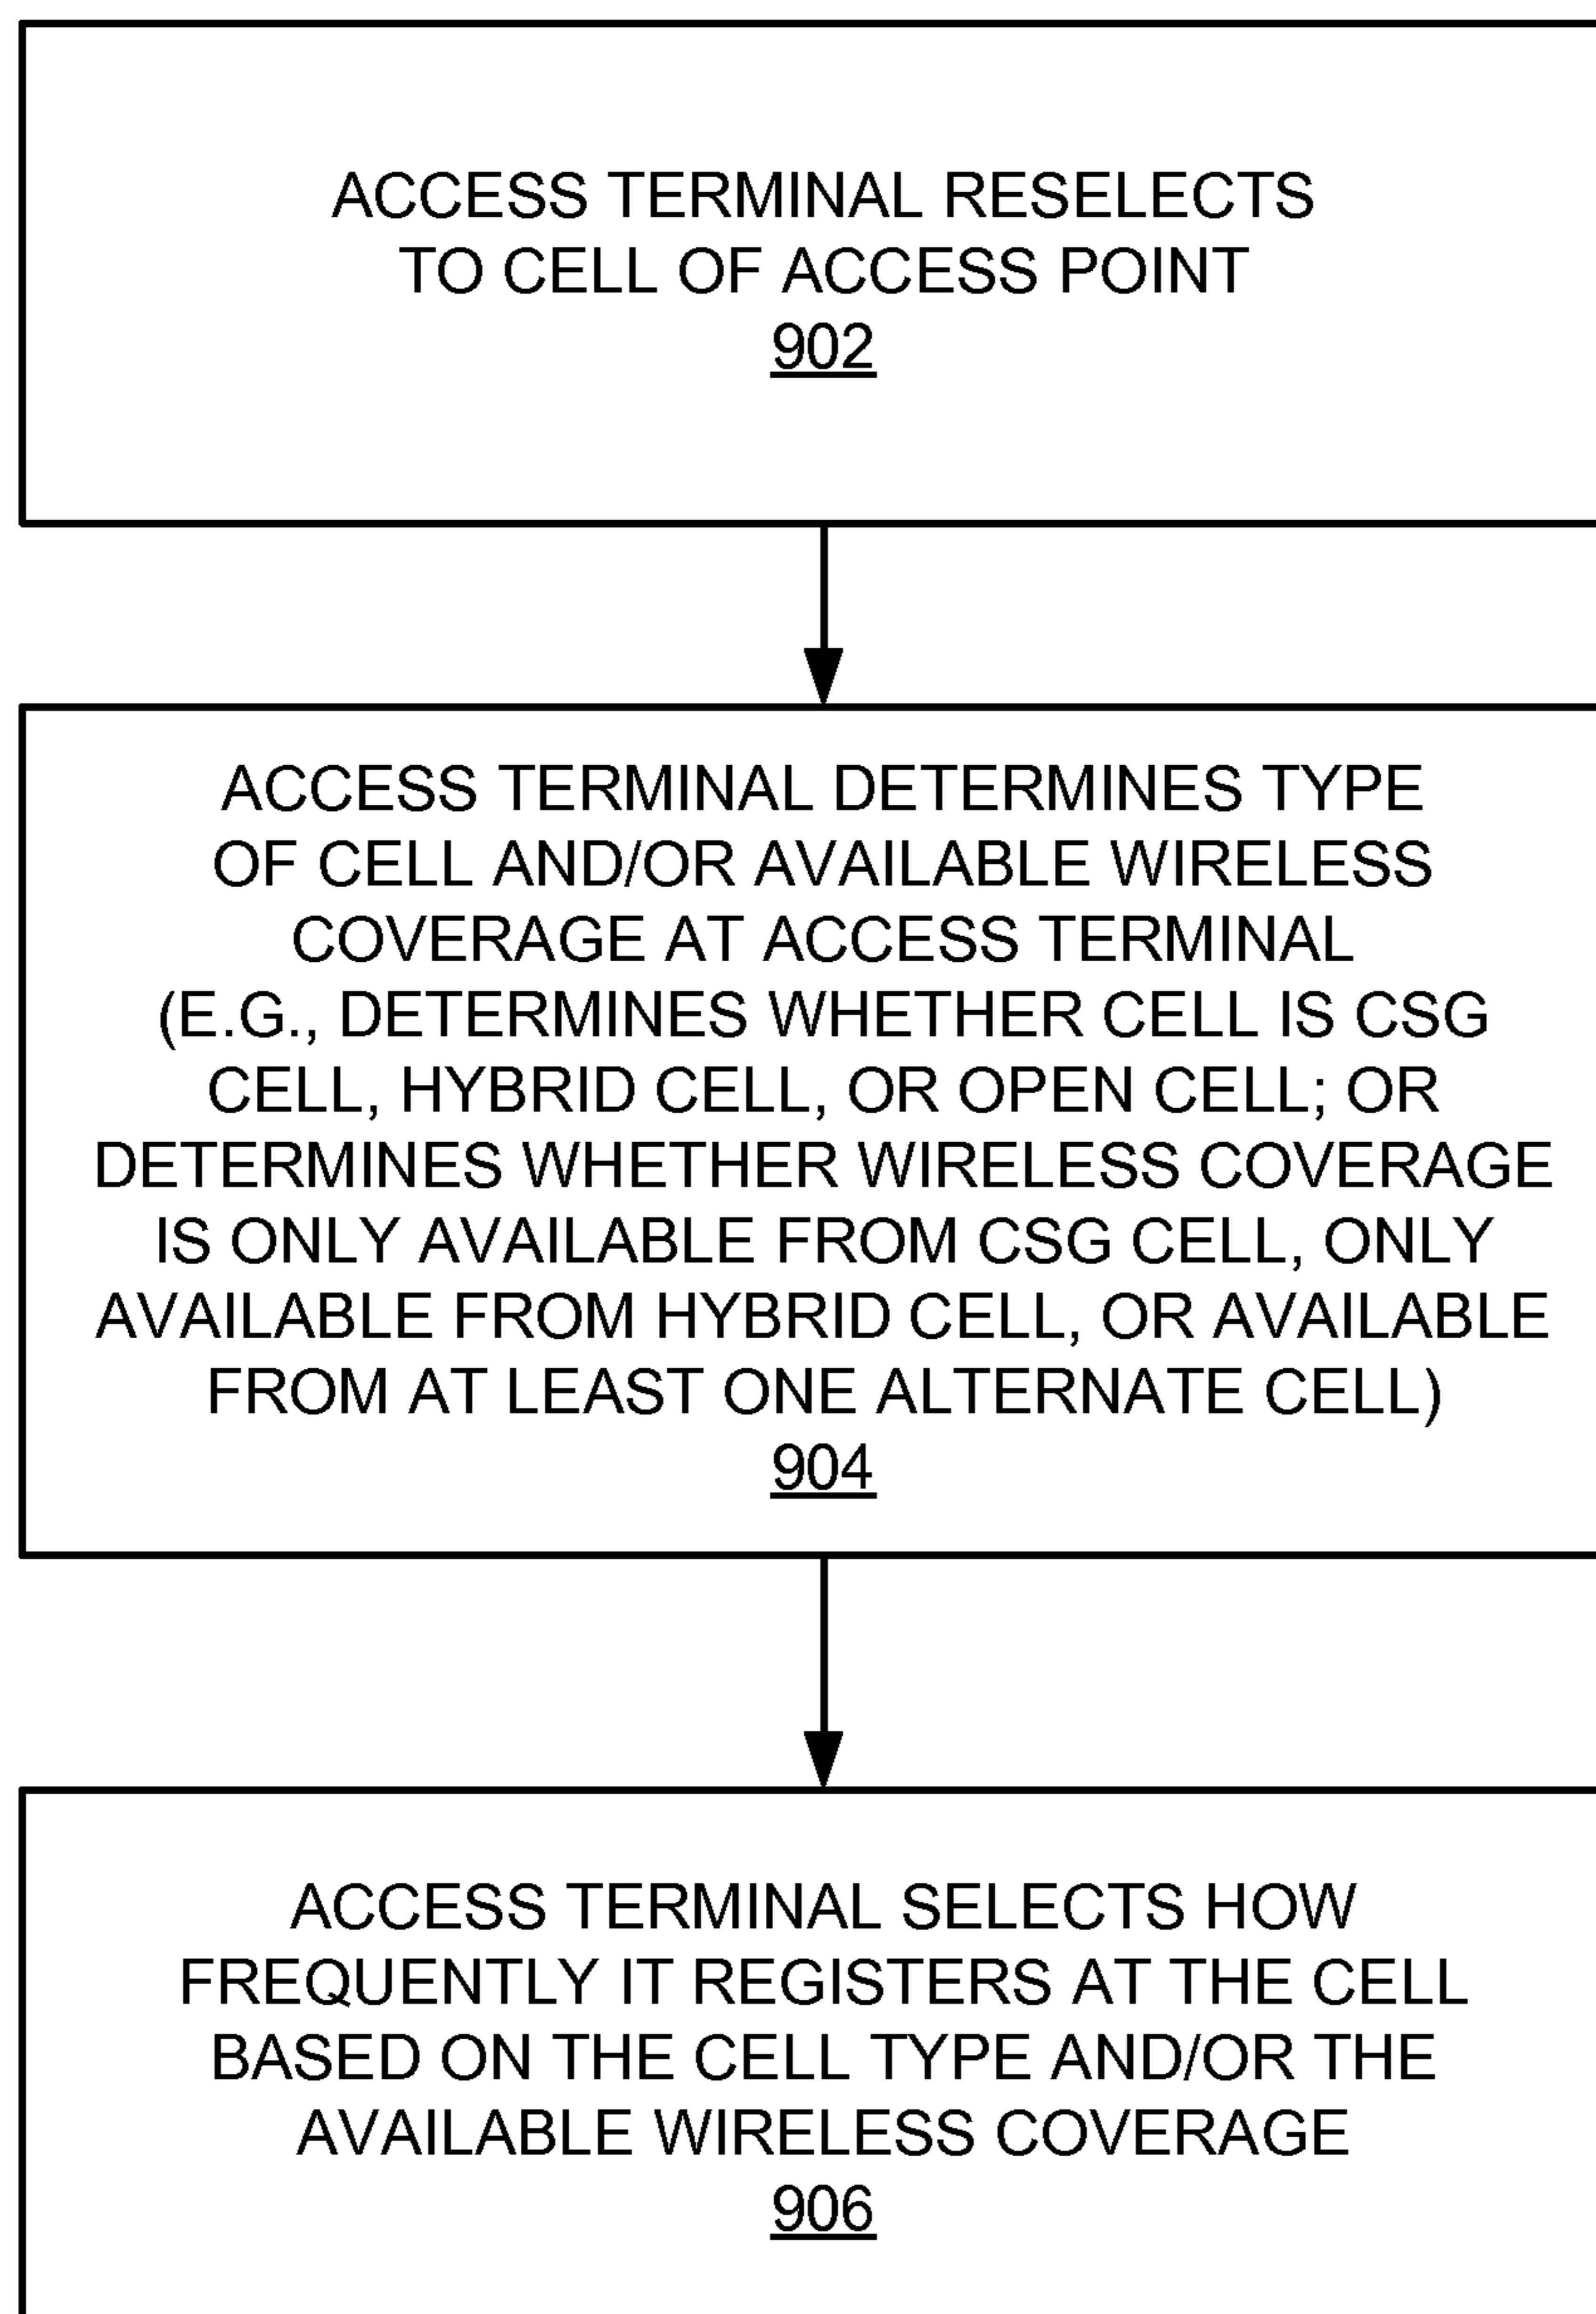 ACCESS TERMINAL RESELECTS
TO CELL OF ACCESS POINT
902
ACCESS TERMINAL DETERMINES TYPE
OF CELL AND/OR AVAILABLE WIRELESS
COVERAGE AT ACCESS TERMINAL
(E.G., DETERMINES WHETHER CELL IS CSG
CELL, HYBRID CELL, OR OPEN CELL; OR
DETERMINES WHETHER WIRELESS COVERAGE
IS ONLY AVAILABLE FROM CSG CELL, ONLY
AVAILABLE FROM HYBRID CELL, OR AVAILABLE
FROM AT LEAST ONE ALTERNATE CELL)
904
ACCESS TERMINAL SELECTS HOW
FREQUENTLY IT REGISTERS AT THE CELL
BASED ON THE CELL TYPE AND/OR THE
AVAILABLE WIRELESS COVERAGE
906